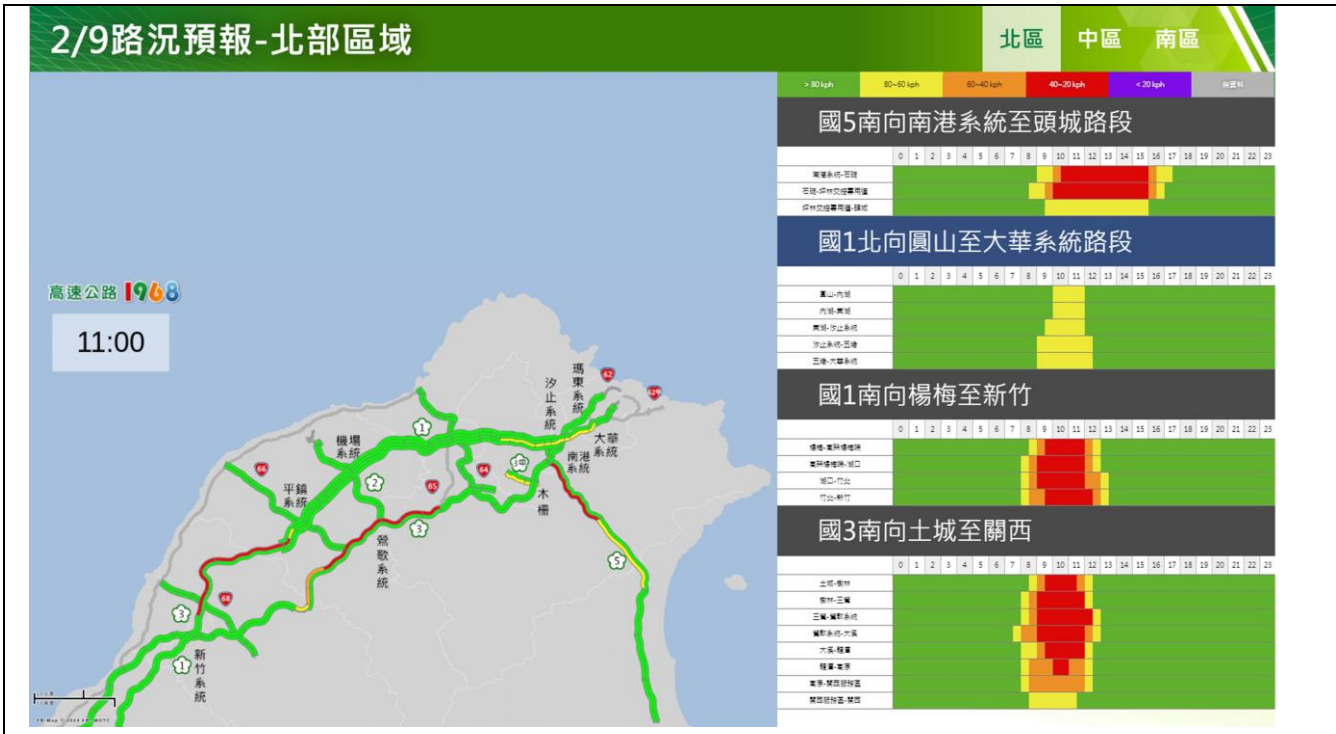 2/9路況預報-北部區域
北區 中區 南區
> 80 kph 80~60 kph 60~40 kph 40~20 kph < 20 kph 無資料
國5南向南港系統至頭城路段
0 1 2 3 4 5 6 7 8 9 10 11 12 13 14 15 16 17 18 19 20 21 22 23
南港系統-石碇
石碇-坪林交控專用道
坪林交控專用道-頭城
國1北向圓山至大華系統路段
0 1 2 3 4 5 6 7 8 9 10 11 12 13 14 15 16 17 18 19 20 21 22 23
圓山-內湖
內湖-東湖
東湖-汐止系統
汐止系統-五堵
五堵-大華系統
國1南向楊梅至新竹
0 1 2 3 4 5 6 7 8 9 10 11 12 13 14 15 16 17 18 19 20 21 22 23
楊梅-高架楊梅端
高架楊梅端-湖口
湖口-竹北
竹北-新竹
國3南向土城至關西
0 1 2 3 4 5 6 7 8 9 10 11 12 13 14 15 16 17 18 19 20 21 22 23
土城-樹林
樹林-三鶯
三鶯-鶯歌系統
鶯歌系統-大溪
大溪-龍潭
龍潭-高原
高原-關西服務區
關西服務區-關西
高速公路1968
11:00
瑪東系統
汐止系統
62
62甲
1
機場系統
大華系統
南港系統
3甲
64
66
2
65
木柵
平鎮系統
3
鶯歌系統
5
68
3
1
新竹系統